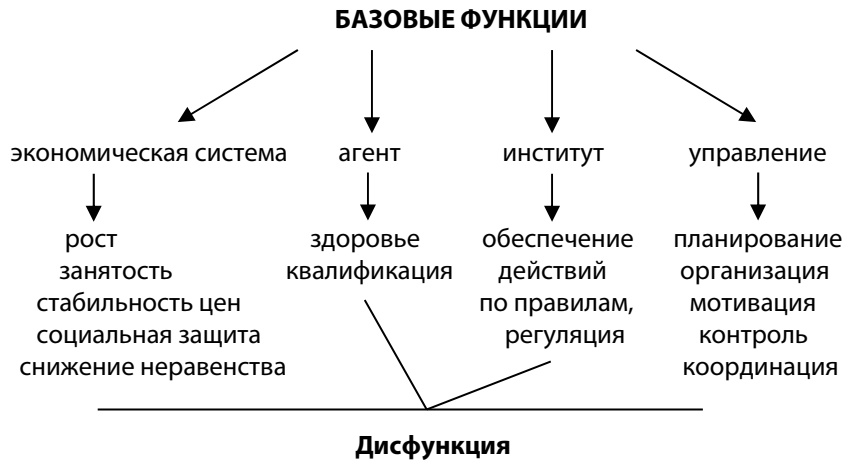 БАЗОВЫЕ ФУНКЦИИ
экономическая система
агент
институт
управление
рост
занятость
стабильность цен
социальная защита
снижение неравенства
здоровье
квалификация
обеспечение
действий
по правилам,
регуляция
планирование
организация
мотивация
контроль
координация
Дисфункция